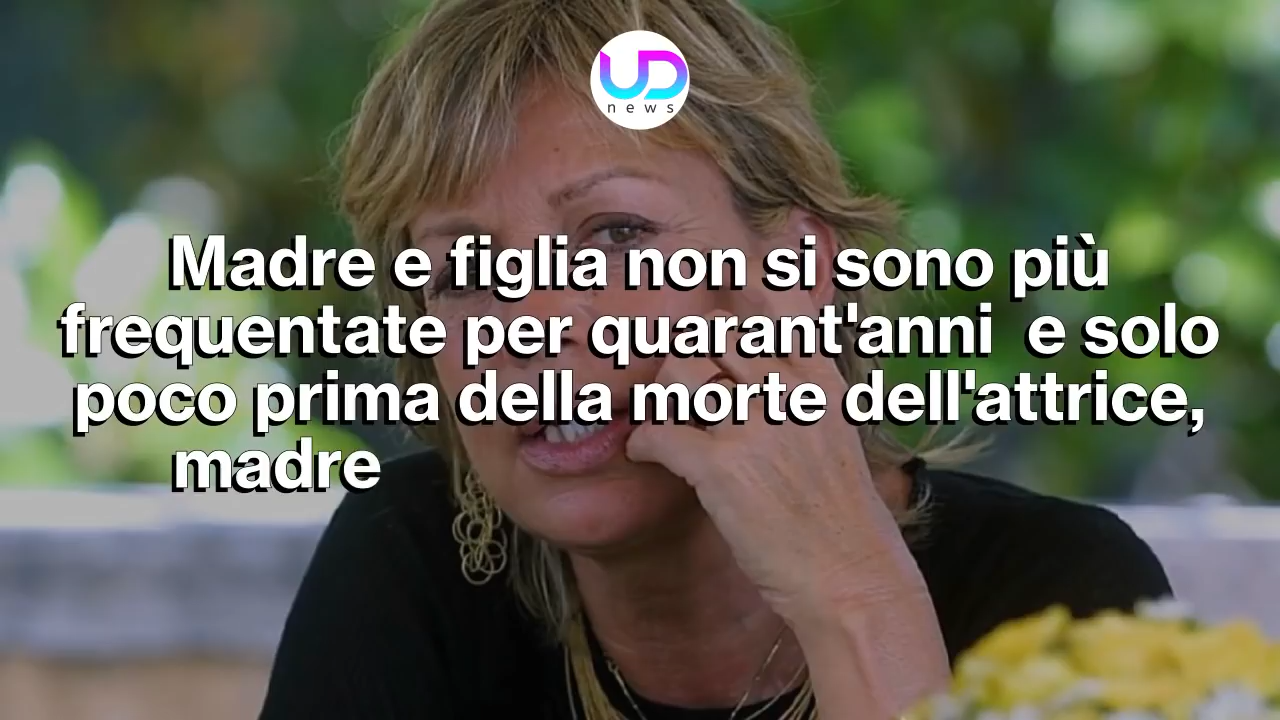 UD
news
Madre e figlia non si sono più
frequentate per quarant'anni e solo
poco prima della morte dell'attrice,
madre